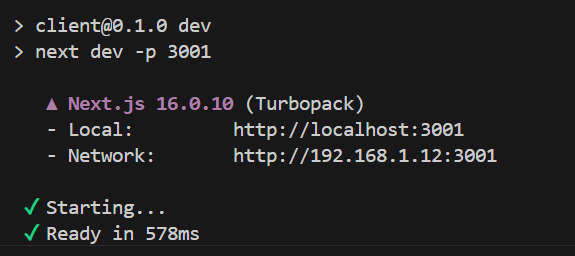 > client@0.1.0 dev
> next dev -p 3001
▲ Next.js 16.0.10 (Turbopack)
- Local: http://localhost:3001
- Network: http://192.168.1.12:3001
✓ Starting...
✓ Ready in 578ms